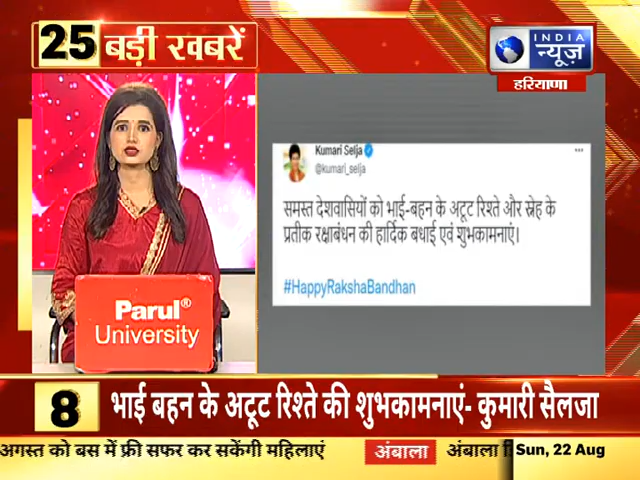 25 बड़ी खबरें
INDIA
न्यूज़
हरियाणा
Kumari Selja
@kumari_selja
समस्त देशवासियों को भाई-बहन के अटूट रिश्ते और स्नेह के
प्रतीक रक्षाबंधन की हार्दिक बधाई एवं शुभकामनाएं।
#HappyRakshaBandhan
Parul®
University
8 भाई बहन के अटूट रिश्ते की शुभकामनाएं- कुमारी सैलजा
अगस्त को बस में फ्री सफर कर सकेंगी महिलाएं अंबाला अंबाला Sun, 22 Aug